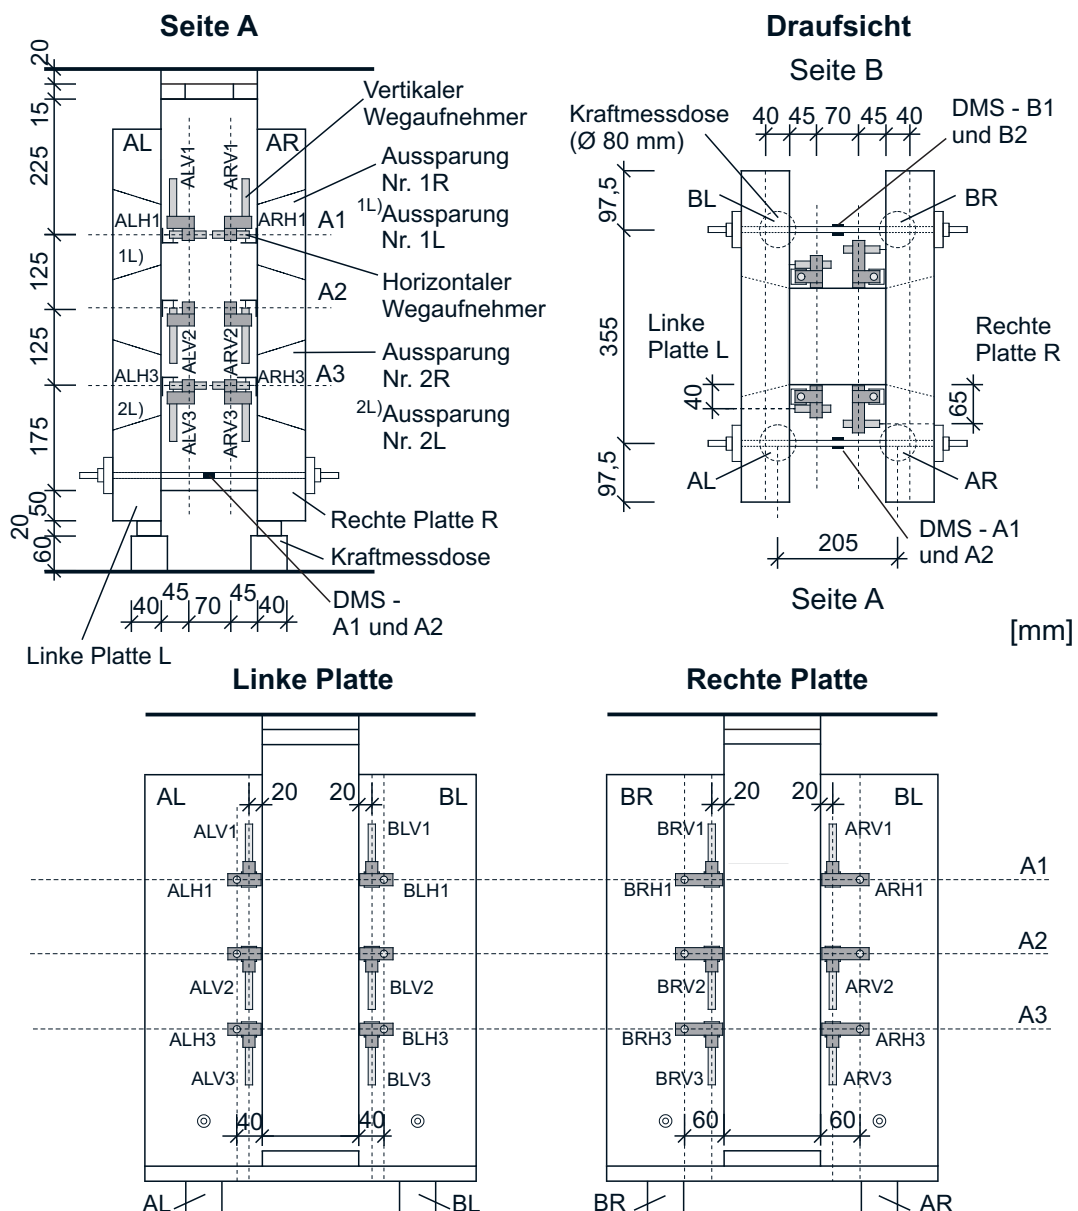 Seite A
20
15
225
125
125
175
50
20
60
AL
AR
ALV1
ARV1
Vertikaler
Wegaufnehmer
Aussparung
Nr. 1R
ALH1
ARH1
A1
1L)
1L)Aussparung
Nr. 1L
Horizontaler
Wegaufnehmer
A2
ALV2
ARV2
Aussparung
Nr. 2R
ALH3
ARH3
A3
2L)
2L)Aussparung
Nr. 2L
ALV3
ARV3
Rechte Platte R
Kraftmessdose
40
45
70
45
40
DMS -
A1 und A2
Linke Platte L
Draufsicht
Seite B
Kraftmessdose
(Ø 80 mm)
40
45
70
45
40
DMS - B1
und B2
97,5
BL
BR
355
Linke
Platte L
Rechte
Platte R
40
65
97,5
AL
AR
DMS - A1
und A2
205
Seite A
[mm]
Linke Platte
AL
20
20
BL
ALV1
BLV1
ALH1
BLH1
ALV2
BLV2
ALH3
BLH3
ALV3
BLV3
40
40
AL
BL
Rechte Platte
BR
20
20
BL
BRV1
ARV1
A1
BRH1
ARH1
A2
BRV2
ARV2
A3
BRH3
ARH3
BRV3
ARV3
60
60
BR
AR